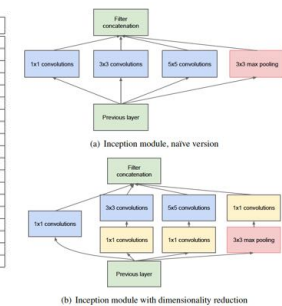 Filter
concatenation
1x1 convolutions
3x3 convolutions
5x5 convolutions
3x3 max pooling
Previous layer
(a) Inception module, naïve version
Filter
concatenation
3x3 convolutions
5x5 convolutions
1x1 convolutions
1x1 convolutions
1x1 convolutions
1x1 convolutions
3x3 max pooling
Previous layer
(b) Inception module with dimensionality reduction